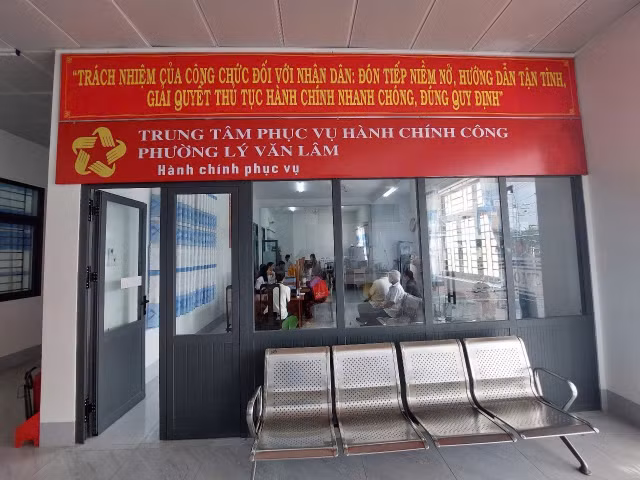 "TRÁCH NHIỆM CỦA CÔNG CHỨC ĐỐI VỚI NHÂN DÂN: ĐÓN TIẾP NIỀM NỞ, HƯỚNG DẪN TẬN TÌNH,
GIẢI QUYẾT THỦ TỤC HÀNH CHÍNH NHANH CHÓNG, ĐÚNG QUY ĐỊNH"
TRUNG TÂM PHỤC VỤ HÀNH CHÍNH CÔNG
PHƯỜNG LÝ VĂN LÂM
Hành chính phục vụ